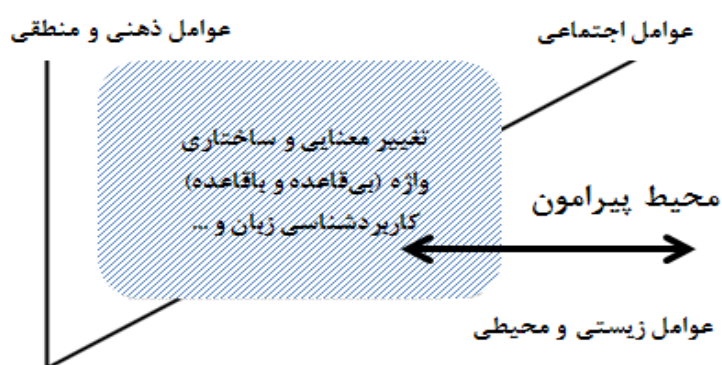 عوامل اجتماعی
عوامل ذهنی و منطقی
تغییر معنایی و ساختاری
واژه (بی‌قاعده و باقاعده)
کاربردشناسی زبان و ...
محیط پیرامون
عوامل زیستی و محیطی